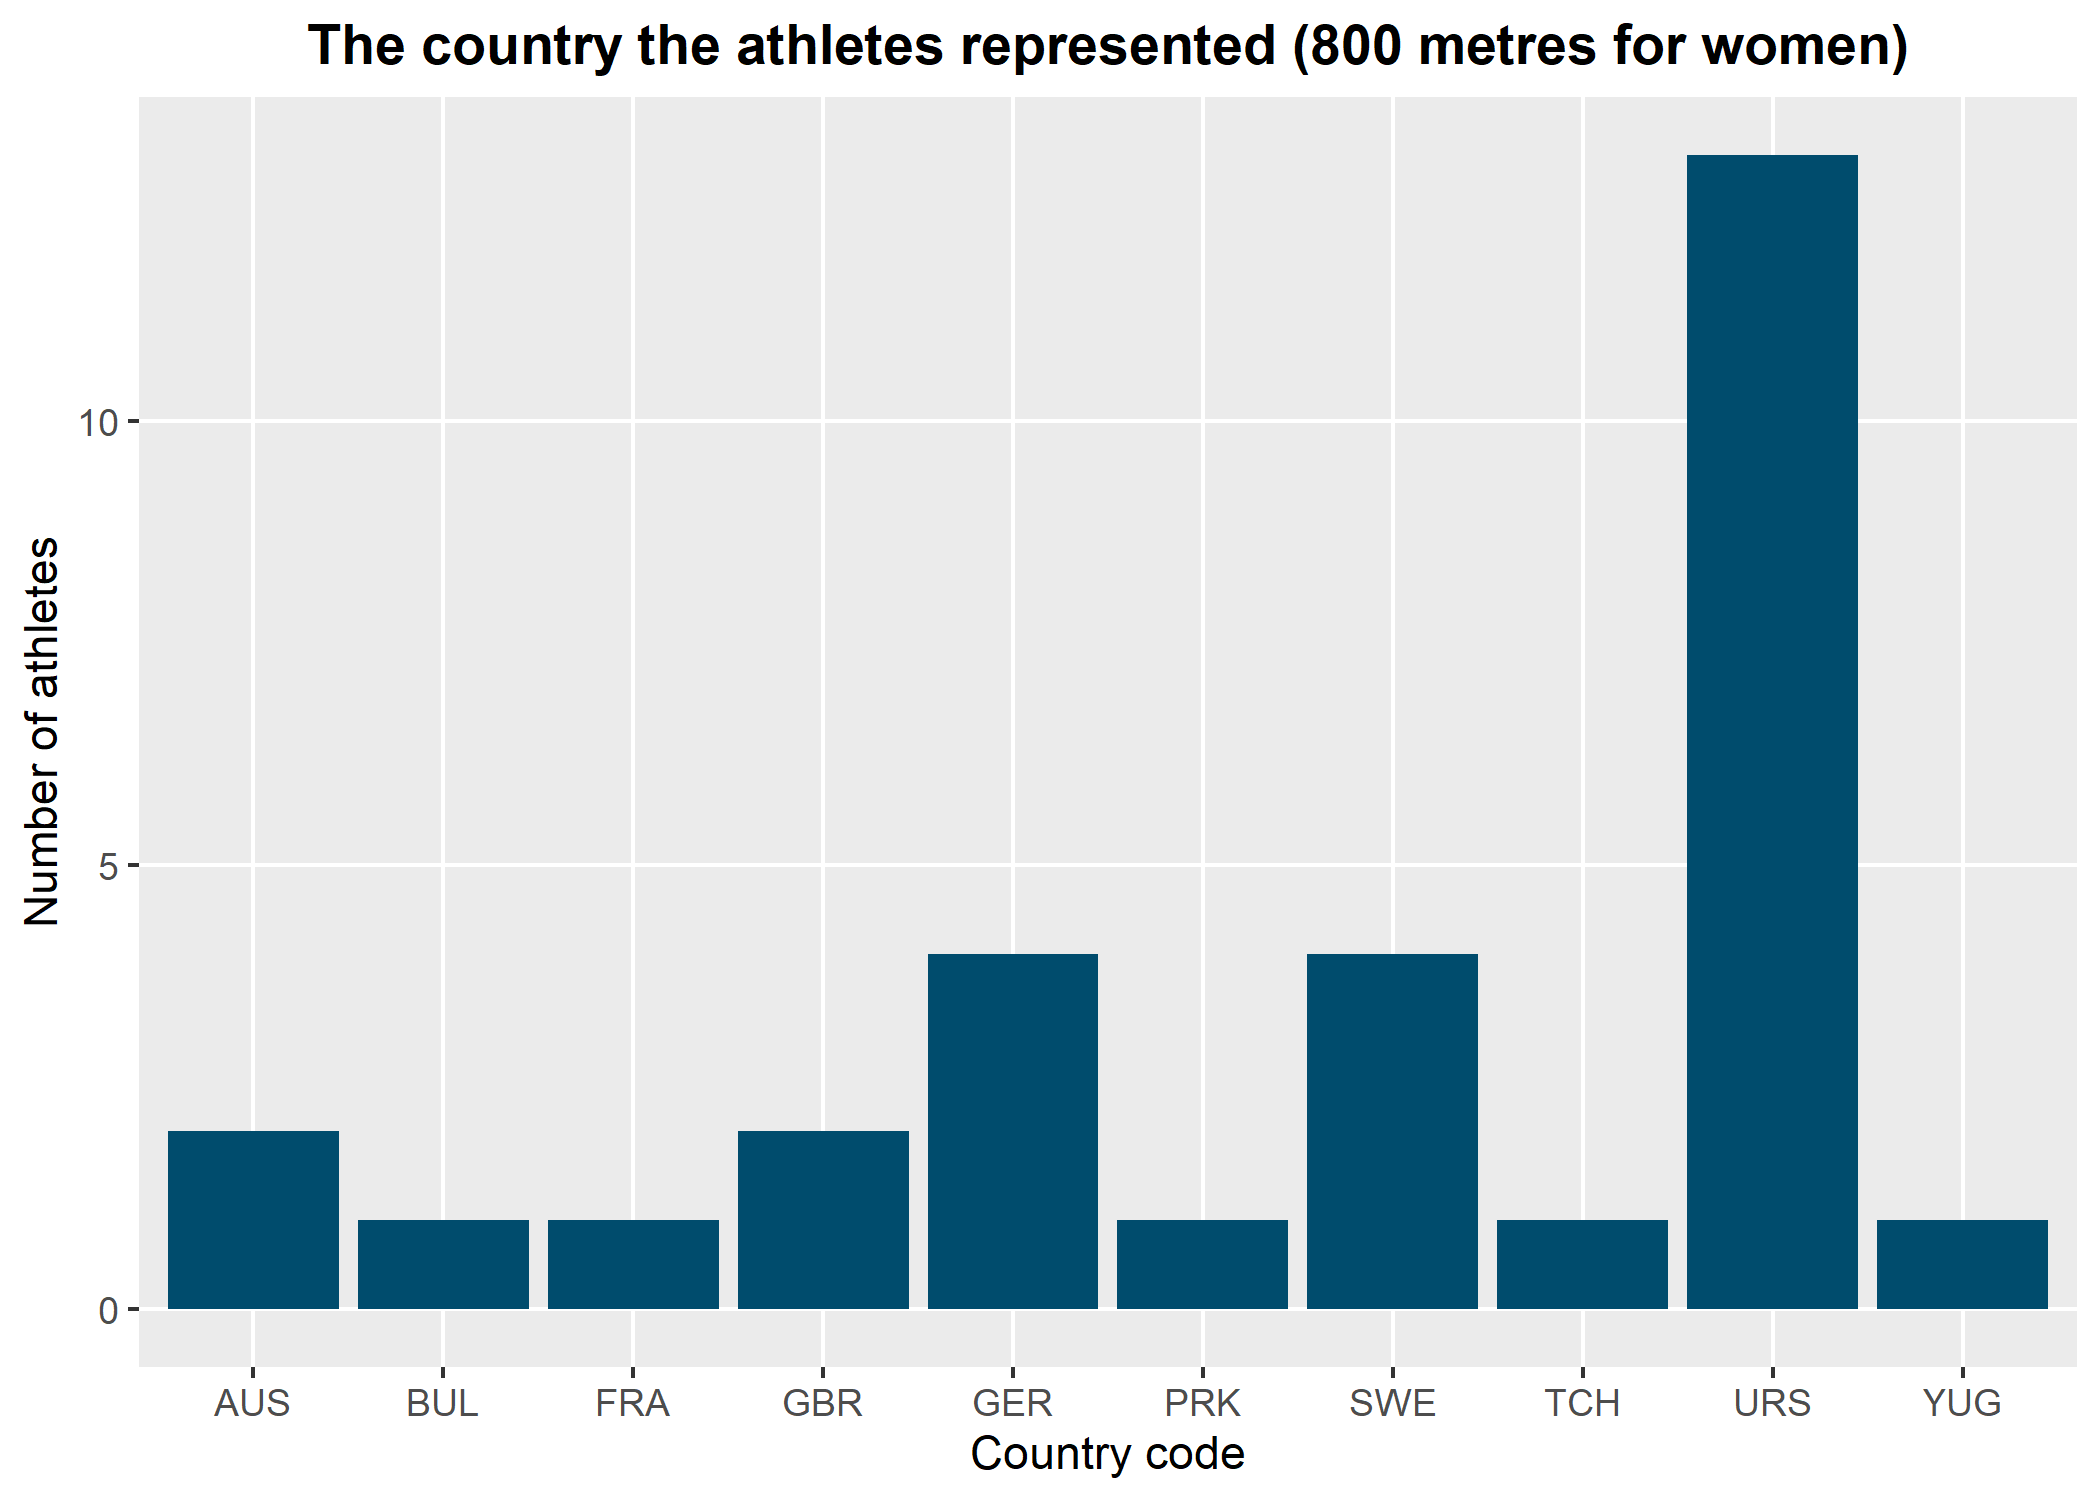 The country the athletes represented (800 metres for women)
Number of athletes
10
5
0
AUS BUL FRA GBR GER PRK SWE TCH URS YUG
Country code